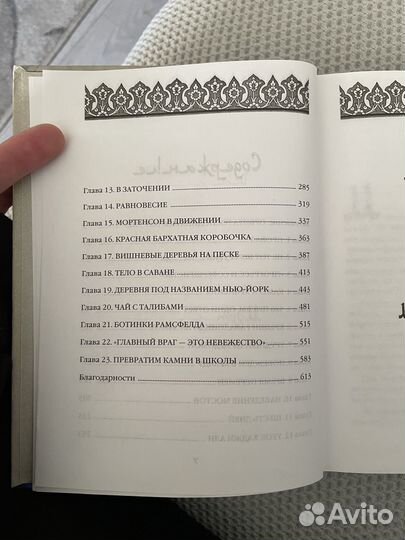 Глава 13. В ЗАТОЧЕНИИ 285
Глава 14. РАВНОВЕСИЕ 319
Глава 15. МОРТЕНСОН В ДВИЖЕНИИ 337
Глава 16. КРАСНАЯ БАРХАТНАЯ КОРОБОЧКА 363
Глава 17. ВИШНЕВЫЕ ДЕРЕВЬЯ НА ПЕСКЕ 387
Глава 18. ТЕЛО В САВАНЕ 413
Глава 19. ДЕРЕВНЯ ПОД НАЗВАНИЕМ НЬЮ-ЙОРК 443
Глава 20. ЧАЙ С ТАЛИБАМИ 481
Глава 21. БОТИНКИ РАМСФЕЛДА 515
Глава 22. «ГЛАВНЫЙ ВРАГ — ЭТО НЕВЕЖЕСТВО» 551
Глава 23. ПРЕВРАТИМ КАМНИ В ШКОЛЫ 583
Благодарности 613
7
Avito